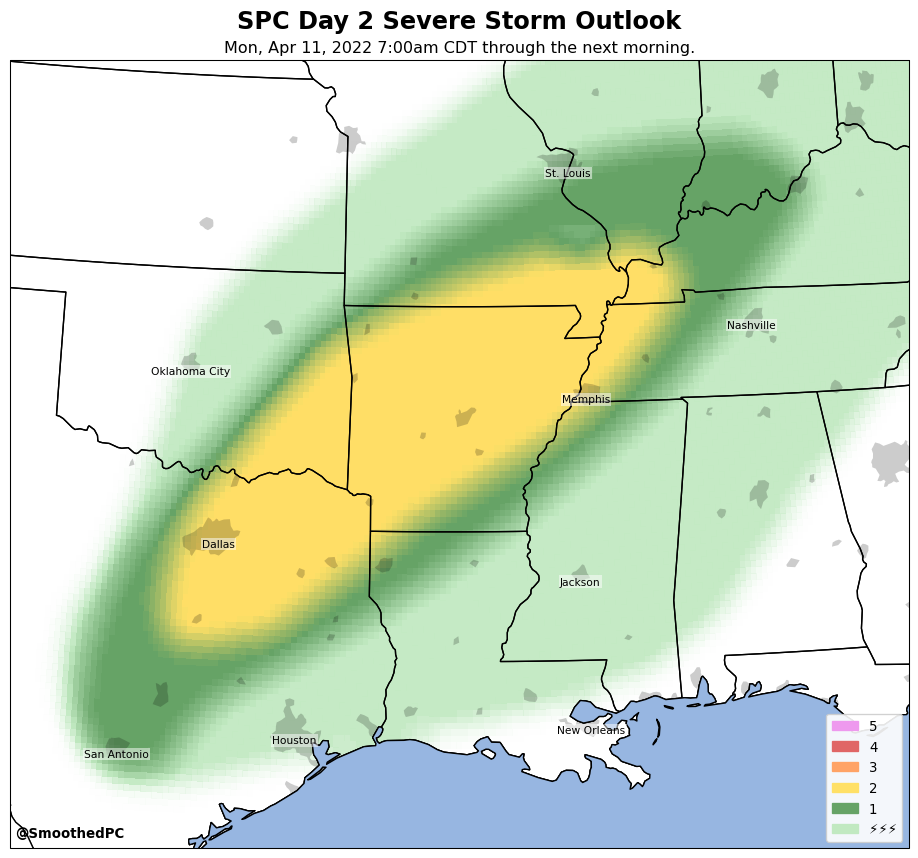 SPC Day 2 Severe Storm Outlook
Mon, Apr 11, 2022 7:00am CDT through the next morning.
St. Louis
Nashville
Oklahoma City
Memphis
Dallas
Jackson
New Orleans
Houston
San Antonio
5
4
3
2
1
⚡⚡⚡
@SmoothedPC